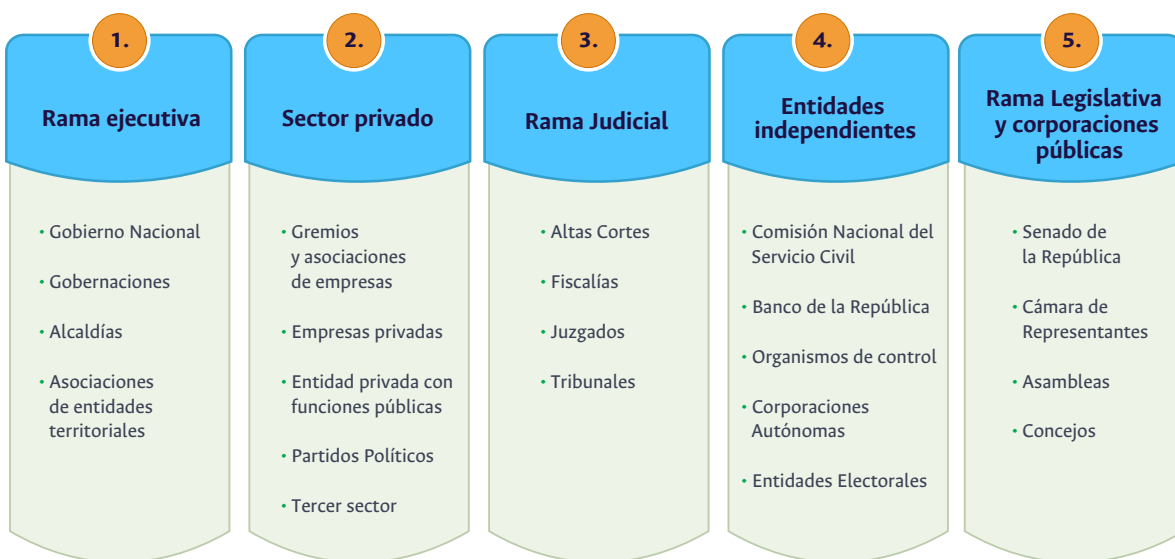 1.
Rama ejecutiva
• Gobierno Nacional
• Gobernaciones
• Alcaldías
• Asociaciones
de entidades
territoriales
2.
Sector privado
• Gremios
y asociaciones
de empresas
• Empresas privadas
• Entidad privada con
funciones públicas
• Partidos Políticos
• Tercer sector
3.
Rama Judicial
• Altas Cortes
• Fiscalías
• Juzgados
• Tribunales
4.
Entidades
independientes
• Comisión Nacional del
Servicio Civil
• Banco de la República
• Organismos de control
• Corporaciones
Autónomas
• Entidades Electorales
5.
Rama Legislativa
y corporaciones
públicas
• Senado de
la República
• Cámara de
Representantes
• Asambleas
• Concejos